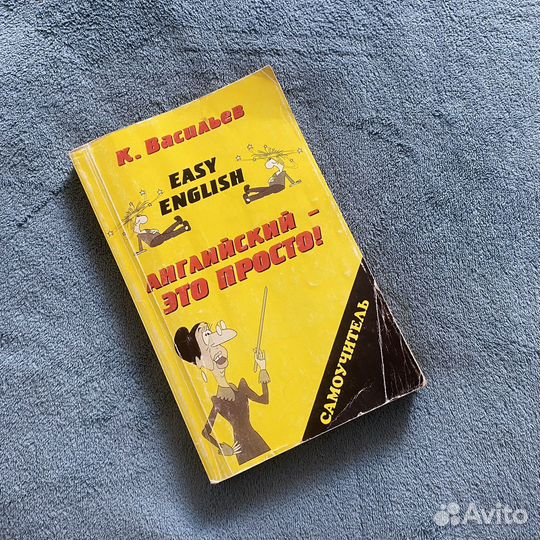 К. Васильев
EASY
ENGLISH
АНГЛИЙСКИЙ –
ЭТО ПРОСТО!
САМОУЧИТЕЛЬ
Avito